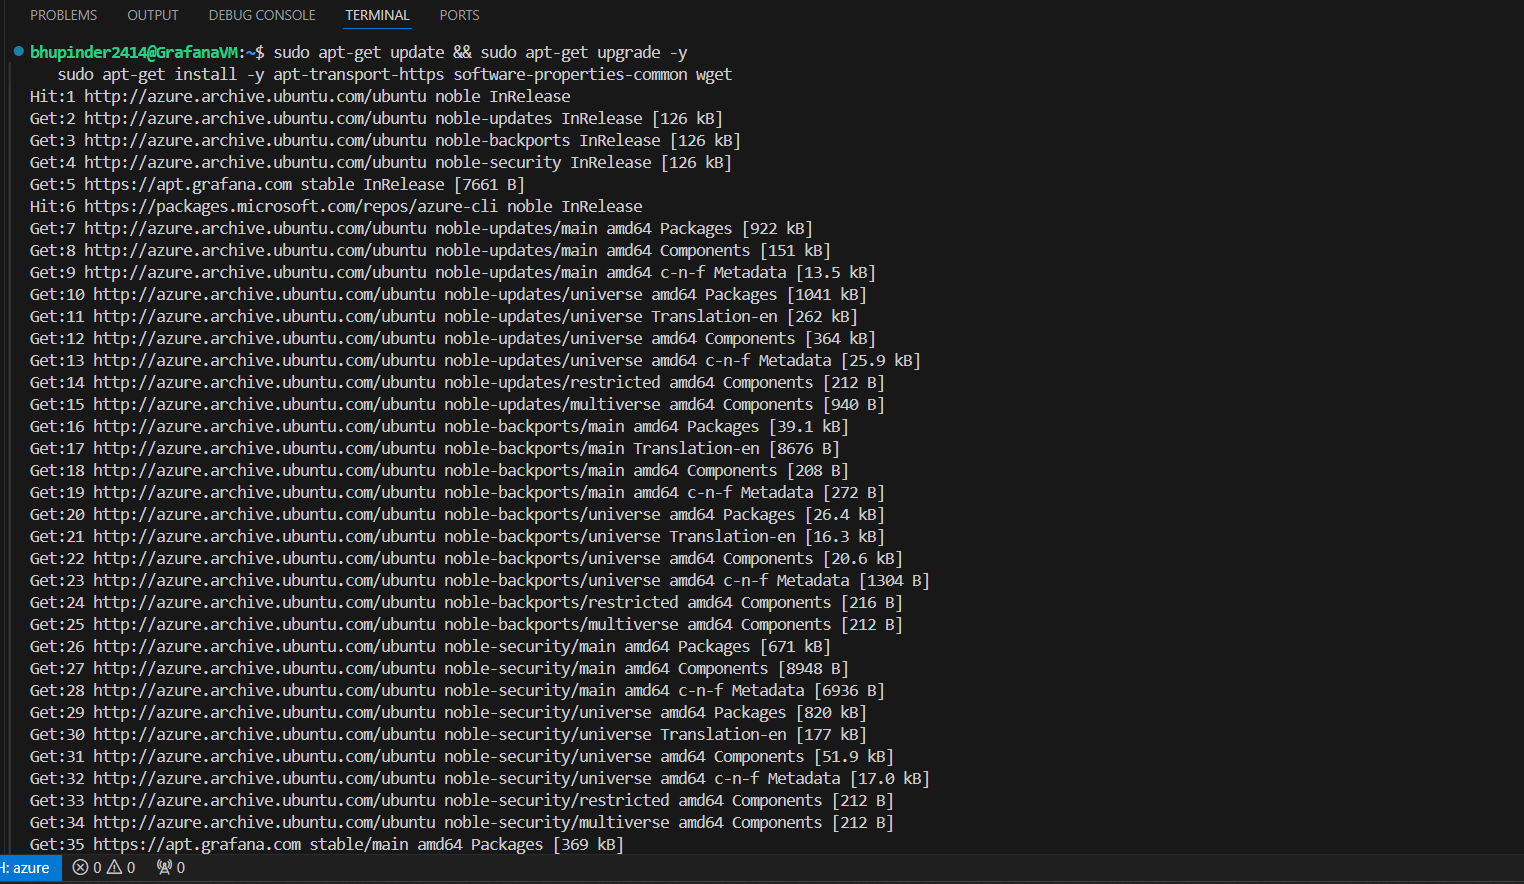 PROBLEMS OUTPUT DEBUG CONSOLE TERMINAL PORTS
bhupinder2414@GrafanaVM:~$ sudo apt-get update && sudo apt-get upgrade -y
sudo apt-get install -y apt-transport-https software-properties-common wget
Hit:1 http://azure.archive.ubuntu.com/ubuntu noble InRelease
Get:2 http://azure.archive.ubuntu.com/ubuntu noble-updates InRelease [126 kB]
Get:3 http://azure.archive.ubuntu.com/ubuntu noble-backports InRelease [126 kB]
Get:4 http://azure.archive.ubuntu.com/ubuntu noble-security InRelease [126 kB]
Get:5 https://apt.grafana.com stable InRelease [7661 B]
Hit:6 https://packages.microsoft.com/repos/azure-cli noble InRelease
Get:7 http://azure.archive.ubuntu.com/ubuntu noble-updates/main amd64 Packages [922 kB]
Get:8 http://azure.archive.ubuntu.com/ubuntu noble-updates/main amd64 Components [151 kB]
Get:9 http://azure.archive.ubuntu.com/ubuntu noble-updates/main amd64 c-n-f Metadata [13.5 kB]
Get:10 http://azure.archive.ubuntu.com/ubuntu noble-updates/universe amd64 Packages [1041 kB]
Get:11 http://azure.archive.ubuntu.com/ubuntu noble-updates/universe Translation-en [262 kB]
Get:12 http://azure.archive.ubuntu.com/ubuntu noble-updates/universe amd64 Components [364 kB]
Get:13 http://azure.archive.ubuntu.com/ubuntu noble-updates/universe amd64 c-n-f Metadata [25.9 kB]
Get:14 http://azure.archive.ubuntu.com/ubuntu noble-updates/restricted amd64 Components [212 B]
Get:15 http://azure.archive.ubuntu.com/ubuntu noble-updates/multiverse amd64 Components [940 B]
Get:16 http://azure.archive.ubuntu.com/ubuntu noble-backports/main amd64 Packages [39.1 kB]
Get:17 http://azure.archive.ubuntu.com/ubuntu noble-backports/main Translation-en [8676 B]
Get:18 http://azure.archive.ubuntu.com/ubuntu noble-backports/main amd64 Components [208 B]
Get:19 http://azure.archive.ubuntu.com/ubuntu noble-backports/main amd64 c-n-f Metadata [272 B]
Get:20 http://azure.archive.ubuntu.com/ubuntu noble-backports/universe amd64 Packages [26.4 kB]
Get:21 http://azure.archive.ubuntu.com/ubuntu noble-backports/universe Translation-en [16.3 kB]
Get:22 http://azure.archive.ubuntu.com/ubuntu noble-backports/universe amd64 Components [20.6 kB]
Get:23 http://azure.archive.ubuntu.com/ubuntu noble-backports/universe amd64 c-n-f Metadata [1304 B]
Get:24 http://azure.archive.ubuntu.com/ubuntu noble-backports/restricted amd64 Components [216 B]
Get:25 http://azure.archive.ubuntu.com/ubuntu noble-backports/multiverse amd64 Components [212 B]
Get:26 http://azure.archive.ubuntu.com/ubuntu noble-security/main amd64 Packages [671 kB]
Get:27 http://azure.archive.ubuntu.com/ubuntu noble-security/main amd64 Components [8948 B]
Get:28 http://azure.archive.ubuntu.com/ubuntu noble-security/main amd64 c-n-f Metadata [6936 B]
Get:29 http://azure.archive.ubuntu.com/ubuntu noble-security/universe amd64 Packages [820 kB]
Get:30 http://azure.archive.ubuntu.com/ubuntu noble-security/universe Translation-en [177 kB]
Get:31 http://azure.archive.ubuntu.com/ubuntu noble-security/universe amd64 Components [51.9 kB]
Get:32 http://azure.archive.ubuntu.com/ubuntu noble-security/universe amd64 c-n-f Metadata [17.0 kB]
Get:33 http://azure.archive.ubuntu.com/ubuntu noble-security/restricted amd64 Components [212 B]
Get:34 http://azure.archive.ubuntu.com/ubuntu noble-security/multiverse amd64 Components [212 B]
Get:35 https://apt.grafana.com stable/main amd64 Packages [369 kB]
H: azure 0 0 0